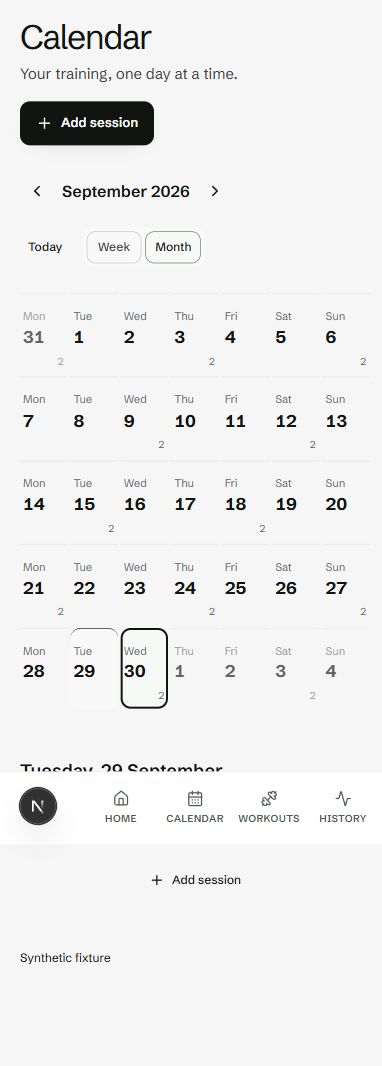 Calendar
Your training, one day at a time.
Add session
September 2026
Today Week Month
Mon Tue Wed Thu Fri Sat Sun
31 1 2 3 4 5 6
2 2 2
Mon Tue Wed Thu Fri Sat Sun
7 8 9 10 11 12 13
2 2
Mon Tue Wed Thu Fri Sat Sun
14 15 16 17 18 19 20
2 2
Mon Tue Wed Thu Fri Sat Sun
21 22 23 24 25 26 27
2 2 2
Mon Tue Wed Thu Fri Sat Sun
28 29 30 1 2 3 4
2 2
Tuesday, 29 September
N HOME CALENDAR WORKOUTS HISTORY
Add session
Synthetic fixture